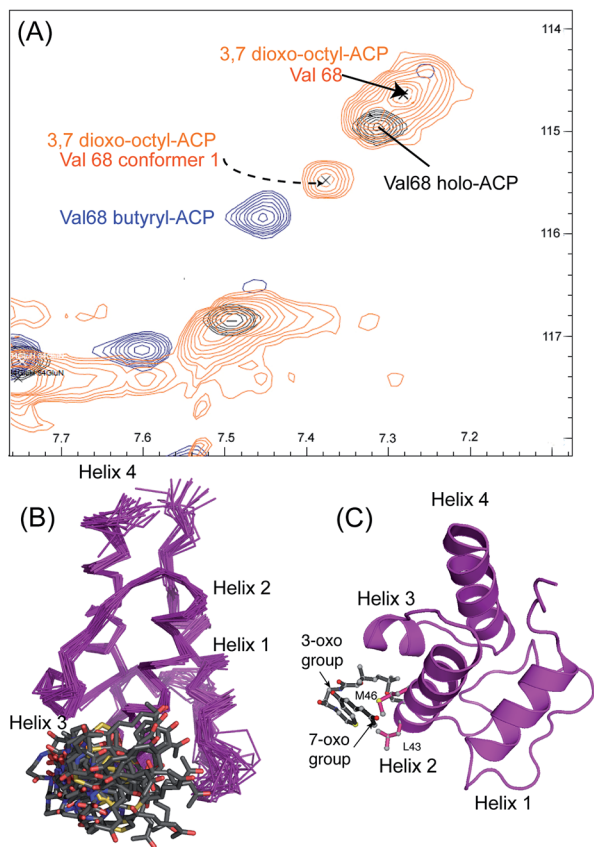 (A)
114
3,7 dioxo-octyl-ACP
Val 68
115
3,7 dioxo-octyl-ACP
Val 68 conformer 1
Val68 holo-ACP
Val68 butyryl-ACP
116
117
7.7
7.6
7.5
7.4
7.3
7.2
Helix 4
(B)
(C)
Helix 4
Helix 2
Helix 3
Helix 1
3-oxo
group
M46
Helix 3
7-oxo
group
L43
Helix 2
Helix 1